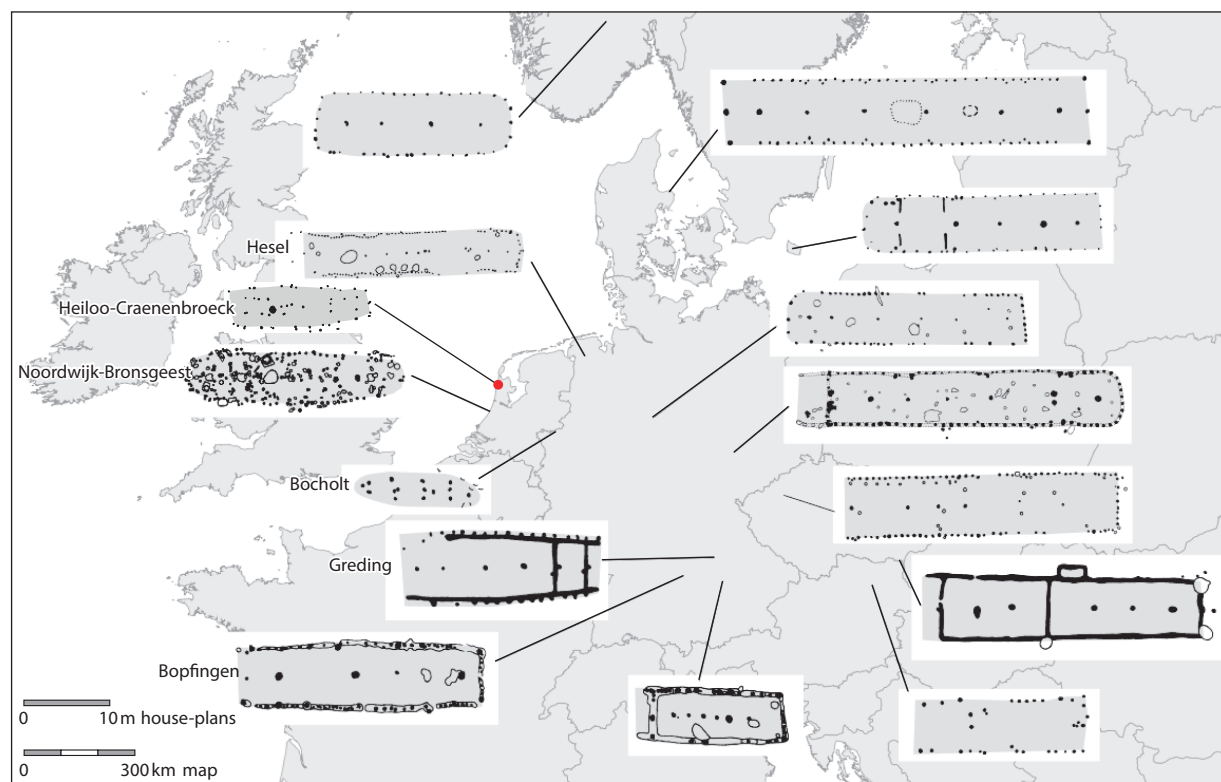 Hesel
Heiloo-Craenenbroeck
Noordwijk-Bronsgeest
Bocholt
Greding
Bopfingen
0 10 m house-plans
0 300 km map